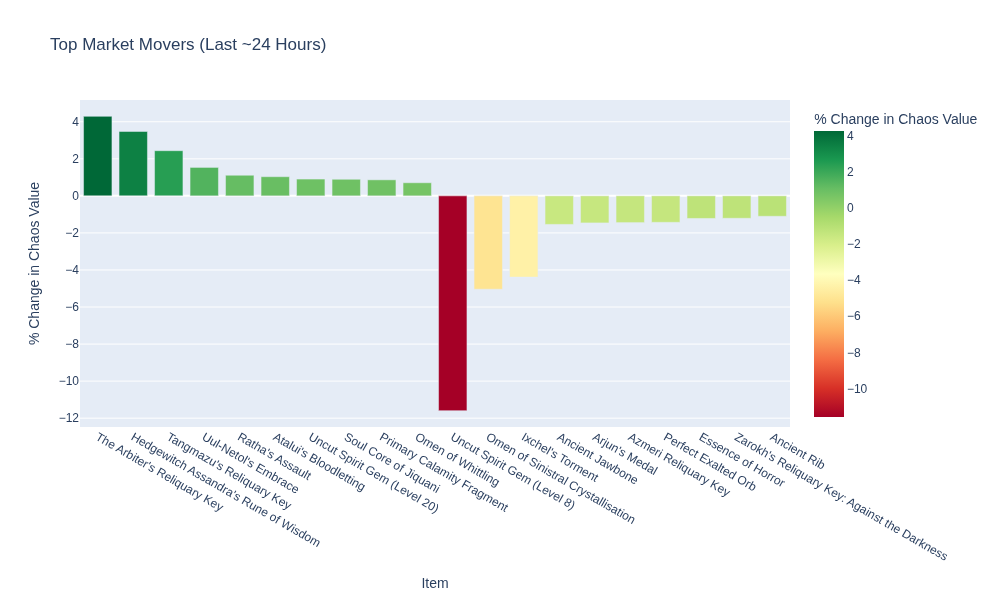 Top Market Movers (Last ~24 Hours)
% Change in Chaos Value
4
2
0
−2
−4
−6
−8
−10
−12
% Change in Chaos Value
4
2
0
−2
−4
−6
−8
−10
The Arbiter's Reliquary Key
Hedgewitch Assandra's Rune of Wisdom
Tangmazu's Reliquary Key
Uul-Netol's Embrace
Ratha's Assault
Atalui's Bloodletting
Uncut Spirit Gem (Level 20)
Soul Core of Jiquani
Primary Calamity Fragment
Omen of Whittling
Uncut Spirit Gem (Level 8)
Omen of Sinistral Crystallisation
Ixchel's Torment
Ancient Jawbone
Arjun's Medal
Azmeri Reliquary Key
Perfect Exalted Orb
Essence of Horror
Zarokh's Reliquary Key: Against the Darkness
Ancient Rib
Item